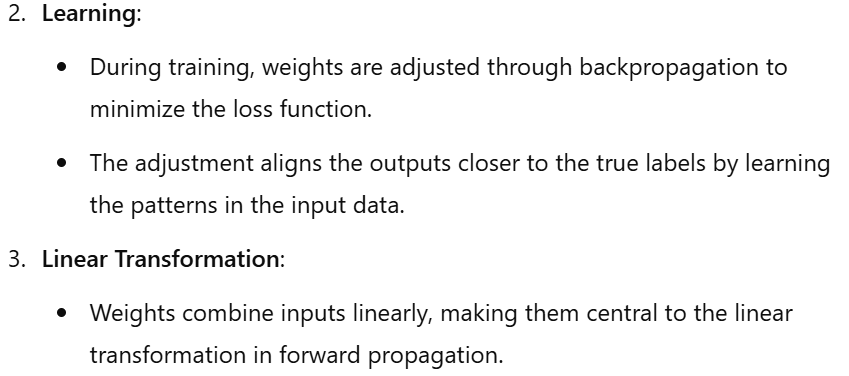 2. Learning:
• During training, weights are adjusted through backpropagation to
minimize the loss function.
• The adjustment aligns the outputs closer to the true labels by learning
the patterns in the input data.
3. Linear Transformation:
• Weights combine inputs linearly, making them central to the linear
transformation in forward propagation.